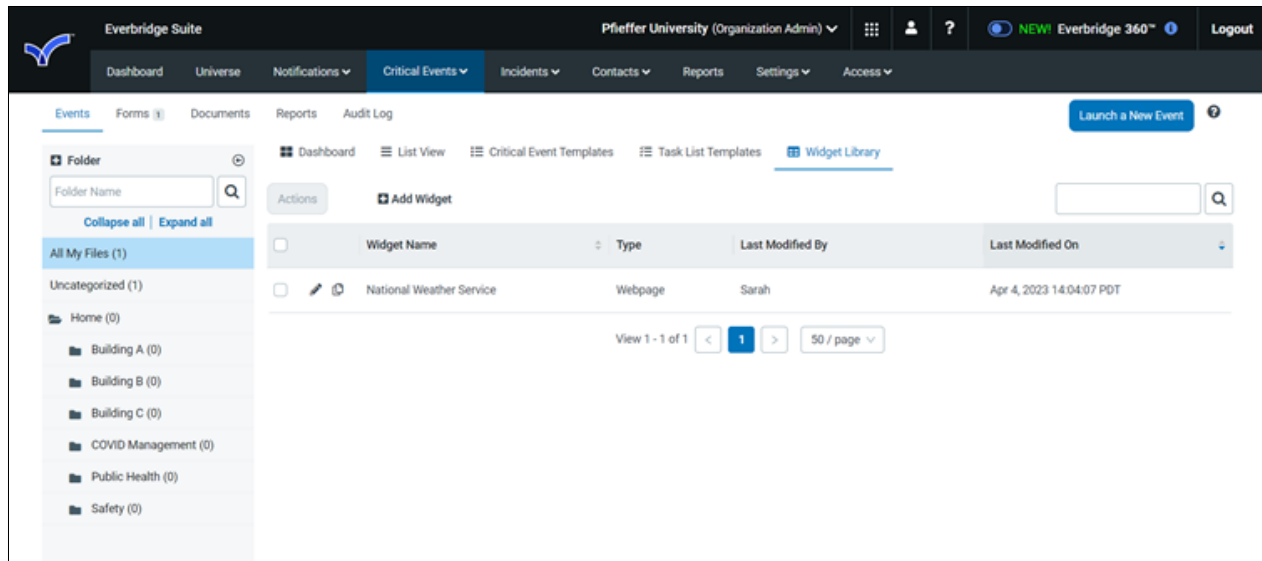 Everbridge Suite
Pfieffer University (Organization Admin)
?
NEW! Everbridge 360™
Logout
Dashboard Universe Notifications Critical Events Incidents Contacts Reports Settings Access
Events Forms 1 Documents Reports Audit Log
Launch a New Event
Folder
Dashboard List View Critical Event Templates Task List Templates Widget Library
Folder Name
Actions Add Widget
Collapse all | Expand all
All My Files (1)
Widget Name Type Last Modified By Last Modified On
Uncategorized (1)
National Weather Service Webpage Sarah Apr 4, 2023 14:04:07 PDT
Home (0)
View 1 - 1 of 1 < 1 > 50 / page
Building A (0)
Building B (0)
Building C (0)
COVID Management (0)
Public Health (0)
Safety (0)